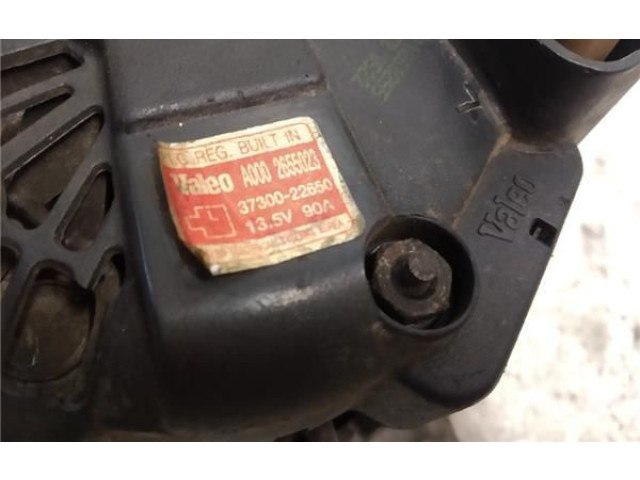 REG. BUILT IN
Valeo A000 2655023
37300-22650
13.5V 90A
Valeo